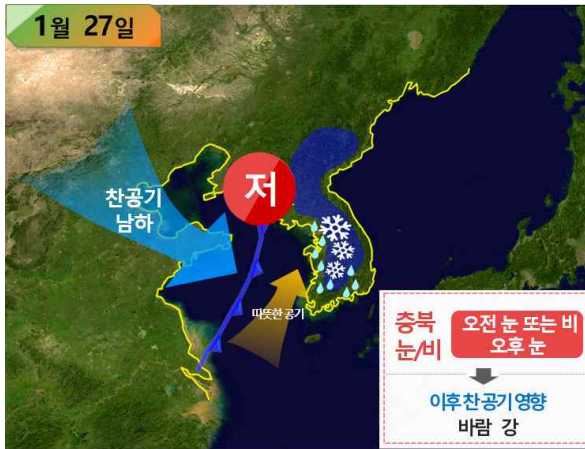 1월 27일
찬공기
남하
저
따뜻한 공기
충북
눈/비
오전 눈 또는 비
오후 눈
이후 찬 공기 영향
바람 강